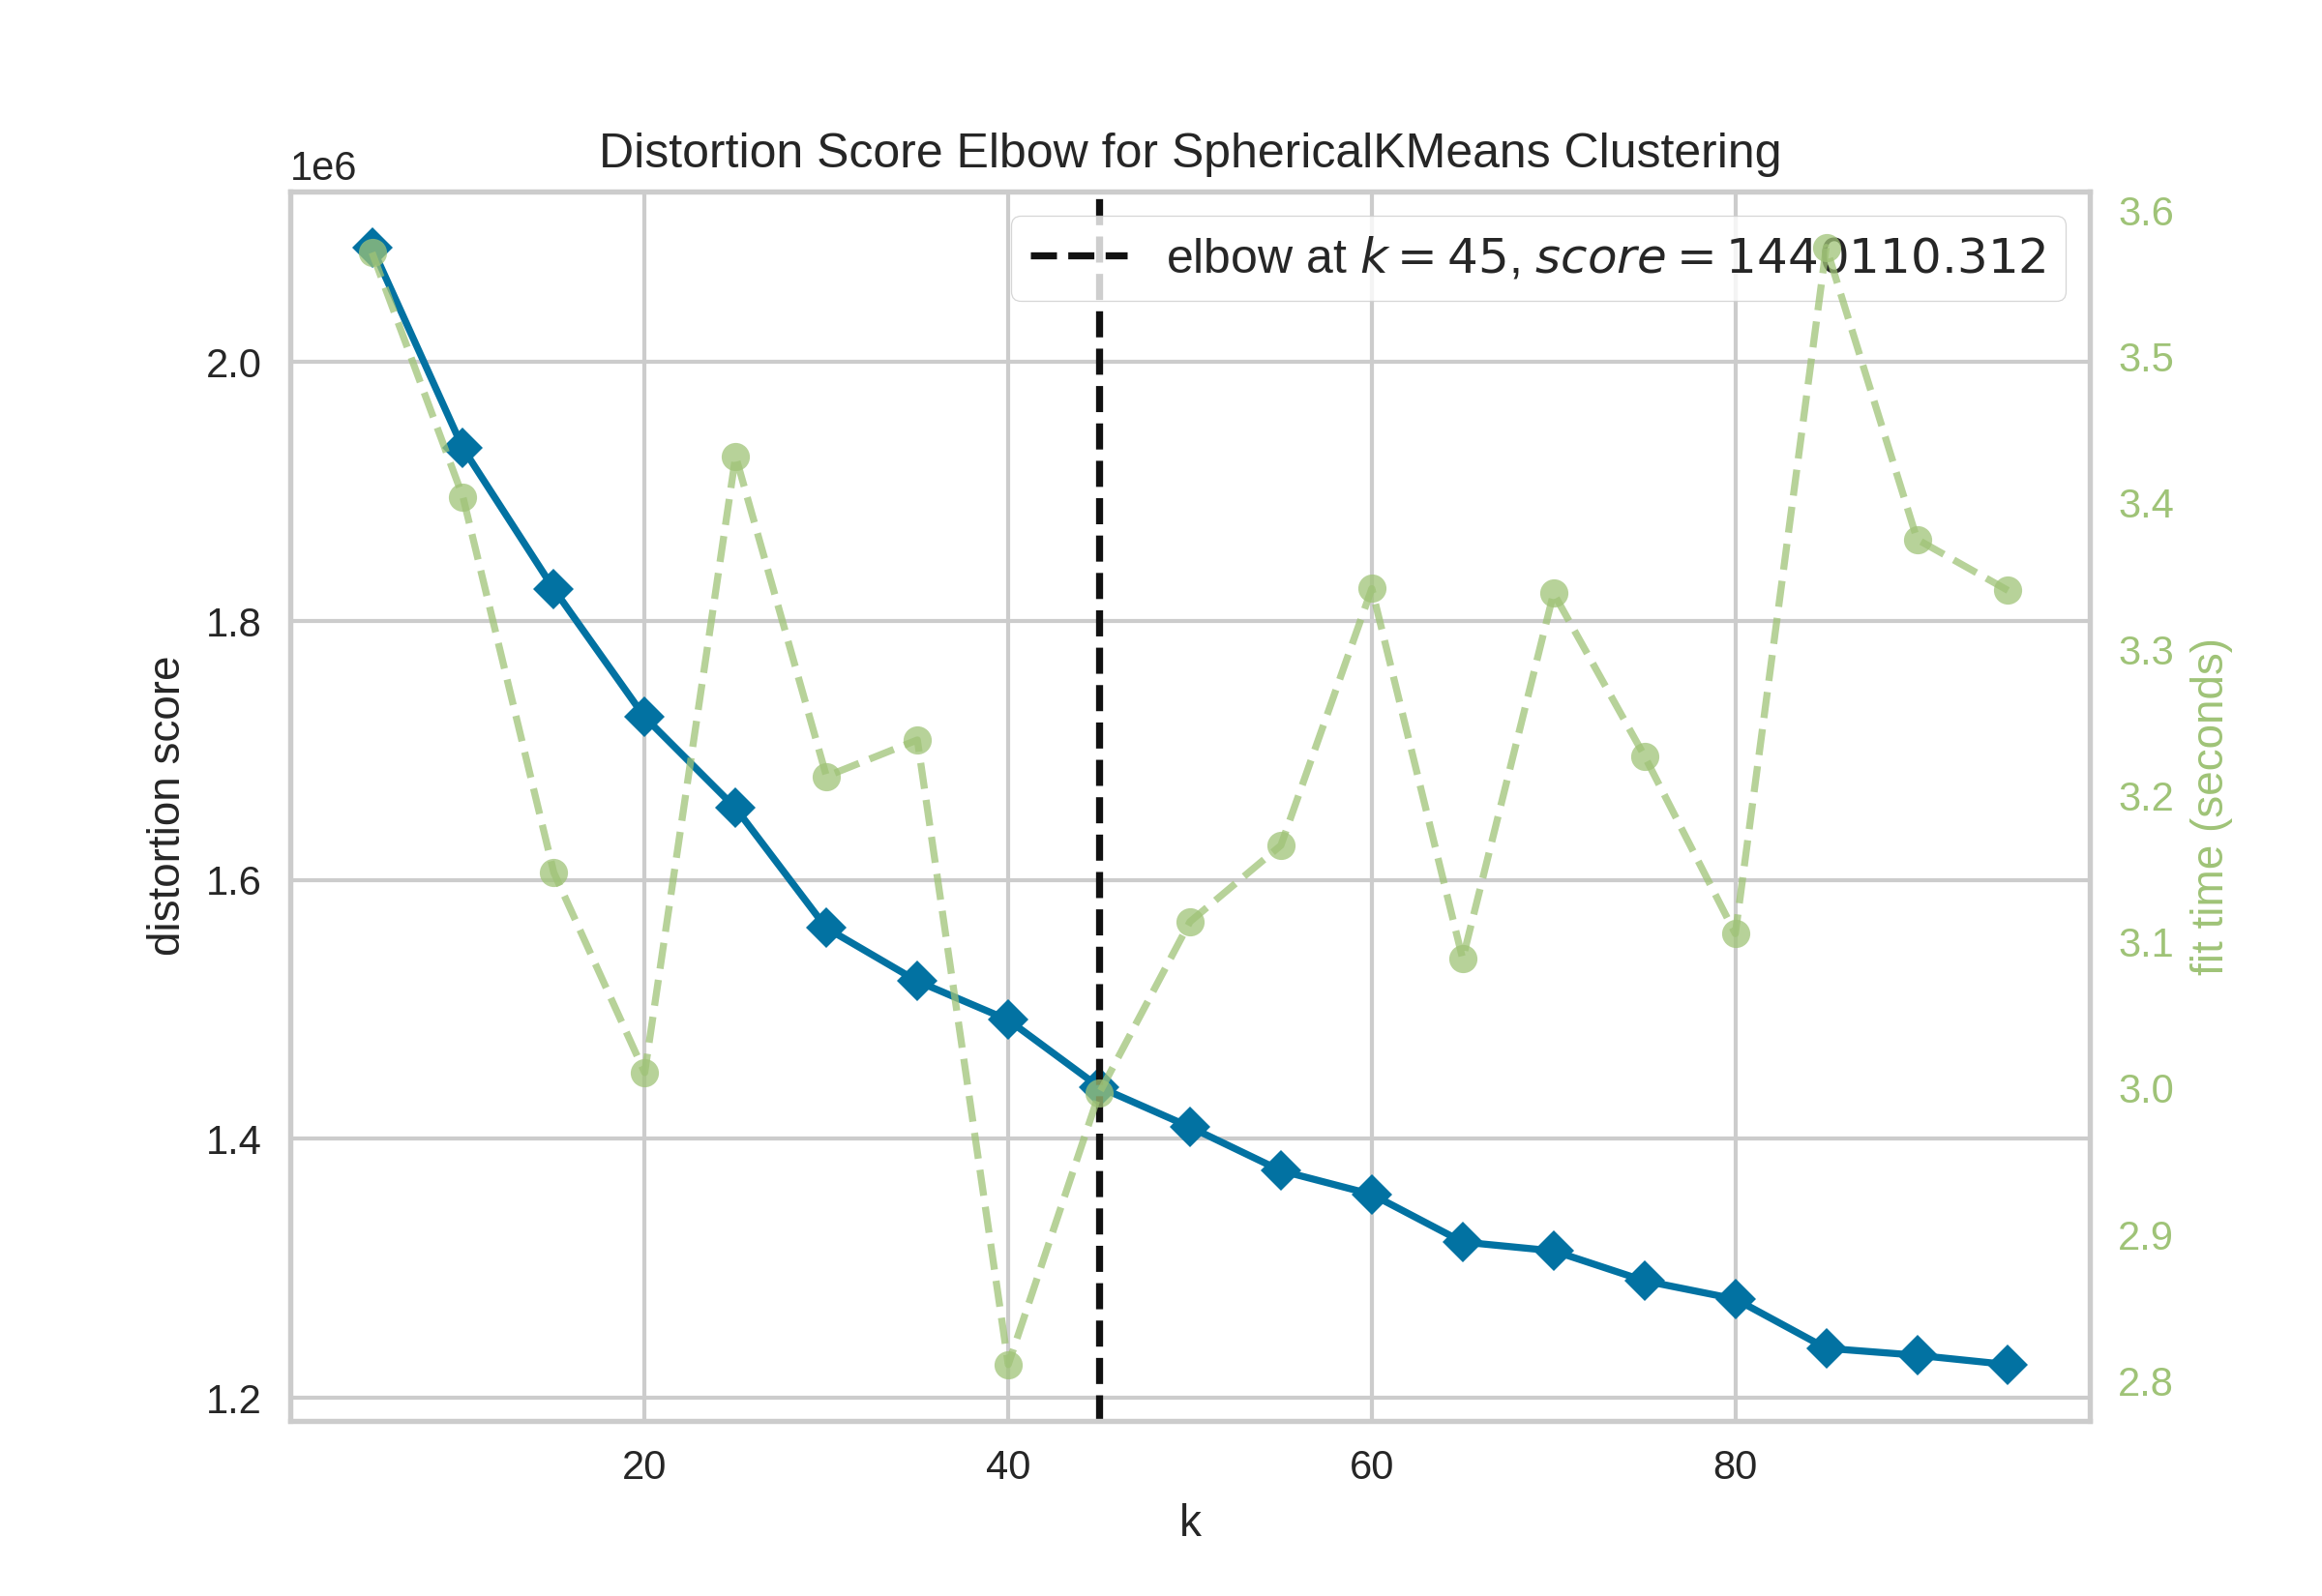 Distortion Score Elbow for SphericalKMeans Clustering
1e6
elbow at k = 45, score = 1440110.312
2.0
1.8
1.6
1.4
1.2
distortion score
3.6
3.5
3.4
3.3
3.2
3.1
3.0
2.9
2.8
fit time (seconds)
20 40 60 80
k